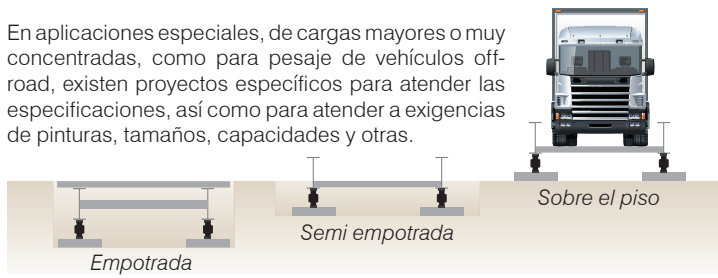 En aplicaciones especiales, de cargas mayores o muy
concentradas, como para pesaje de vehículos off-
road, existen proyectos específicos para atender las
especificaciones, así como para atender a exigencias
de pinturas, tamaños, capacidades y otras.
Sobre el piso
Semi empotrada
Empotrada